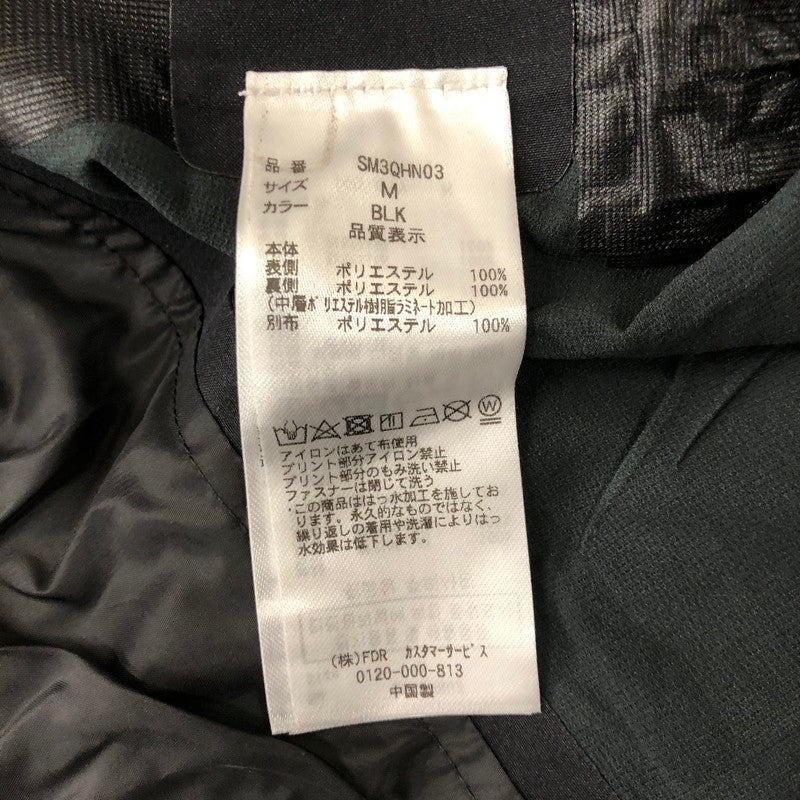 品番 SM3QHN03
サイズ M
カラー BLK
品質表示
本体
表側 ポリエステル 100%
裏側 ポリエステル 100%
(中層ポリエステル樹脂ラミネート加工)
別布 ポリエステル 100%
アイロンはあて布使用
プリント部分アイロン禁止
プリント部分のもみ洗い禁止
ファスナーは閉じて洗う
・この商品ははっ水加工を施してお
ります。永久的なものではなく、
繰り返しの着用や洗濯によりはっ
水効果は低下します。
(株)FDR カスタマーサービス
0120-000-813
中国製